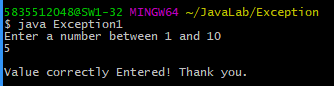 5835512048@SW1-32 MINGW64 ~/JavaLab/Exception
$ java Exception1
Enter a number between 1 and 10
5
Value correctly Entered! Thank you.